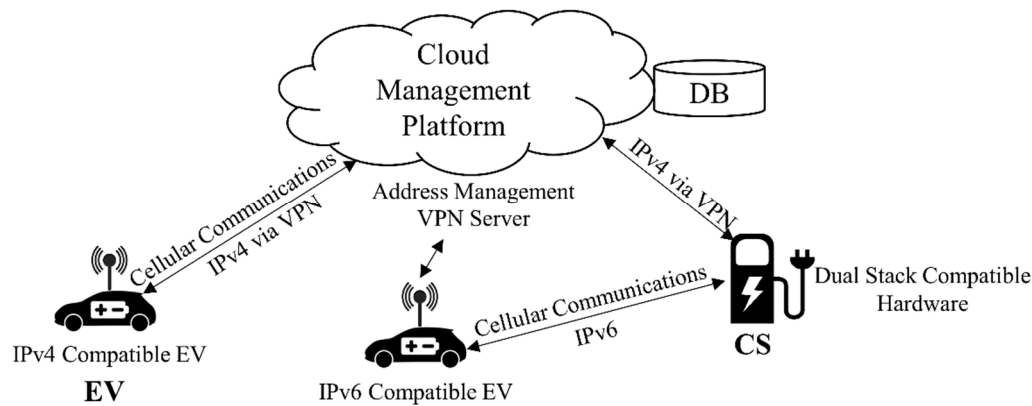 Cloud
Management
Platform
DB
Cellular Communications
IPv4 via VPN
Address Management
VPN Server
IPv4 via VPN
Cellular Communications
IPv6
Dual Stack Compatible
Hardware
CS
IPv4 Compatible EV
EV
IPv6 Compatible EV